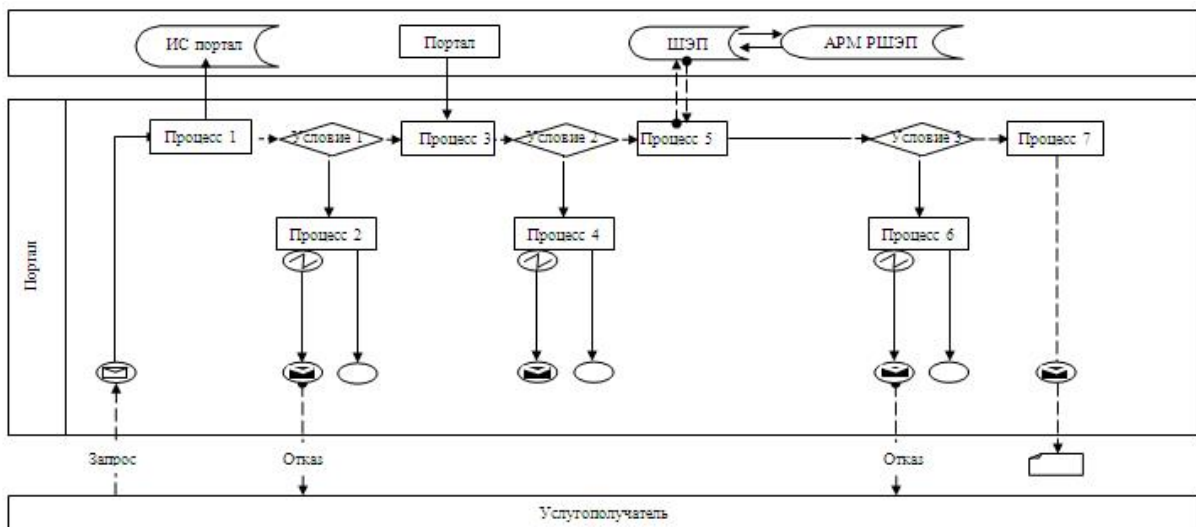 ИС портал
Портал
ШЭП
АРМ РШЭП
Портал
Процесс 1
Условие 1
Процесс 3
Условие 2
Процесс 5
Условие 3
Процесс 7
Процесс 2
Процесс 4
Процесс 6
Запрос
Отказ
Отказ
Услугополучатель